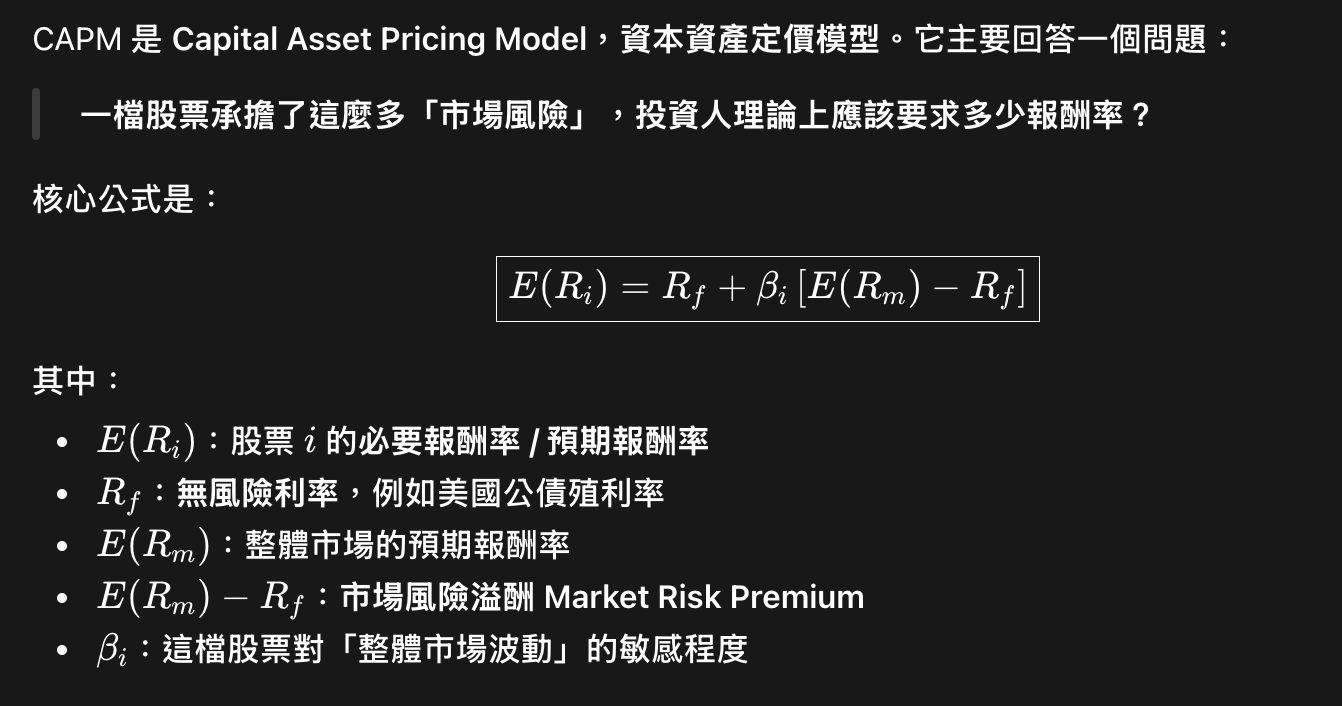 CAPM 是 Capital Asset Pricing Model，資本資產定價模型。它主要回答一個問題：
一檔股票承擔了這麼多「市場風險」，投資人理論上應該要求多少報酬率？
核心公式是：
E(R_i) = R_f + β_i [E(R_m) − R_f]
其中：
• E(R_i)：股票 i 的必要報酬率 / 預期報酬率
• R_f：無風險利率，例如美國公債殖利率
• E(R_m)：整體市場的預期報酬率
• E(R_m) − R_f：市場風險溢酬 Market Risk Premium
• β_i：這檔股票對「整體市場波動」的敏感程度